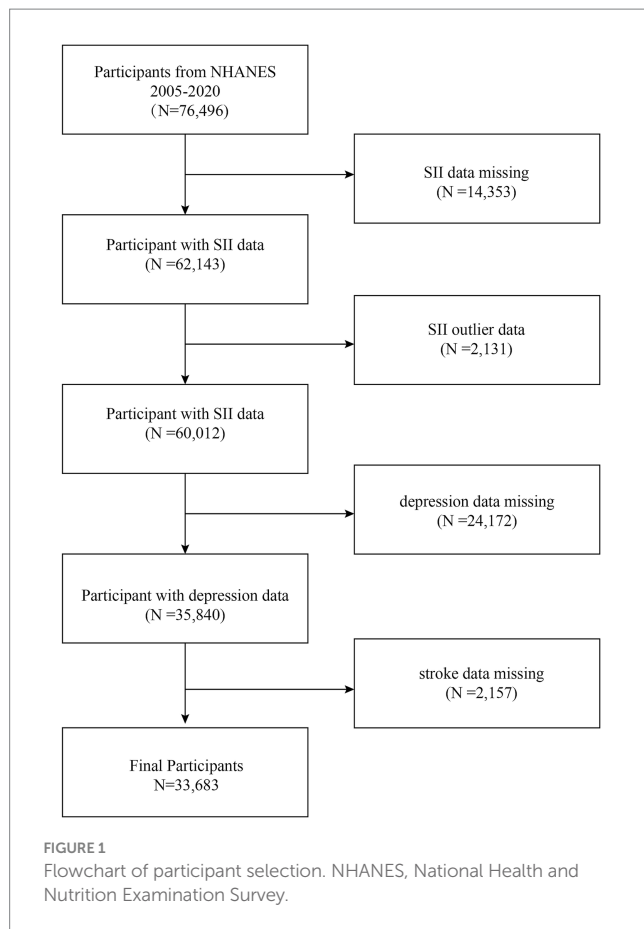 Participants from NHANES
2005-2020
(N=76,496)
SII data missing
(N =14,353)
Participant with SII data
(N =62,143)
SII outlier data
(N =2,131)
Participant with SII data
(N =60,012)
depression data missing
(N =24,172)
Participant with depression data
(N =35,840)
stroke data missing
(N =2,157)
Final Participants
N=33,683
FIGURE 1
Flowchart of participant selection. NHANES, National Health and
Nutrition Examination Survey.